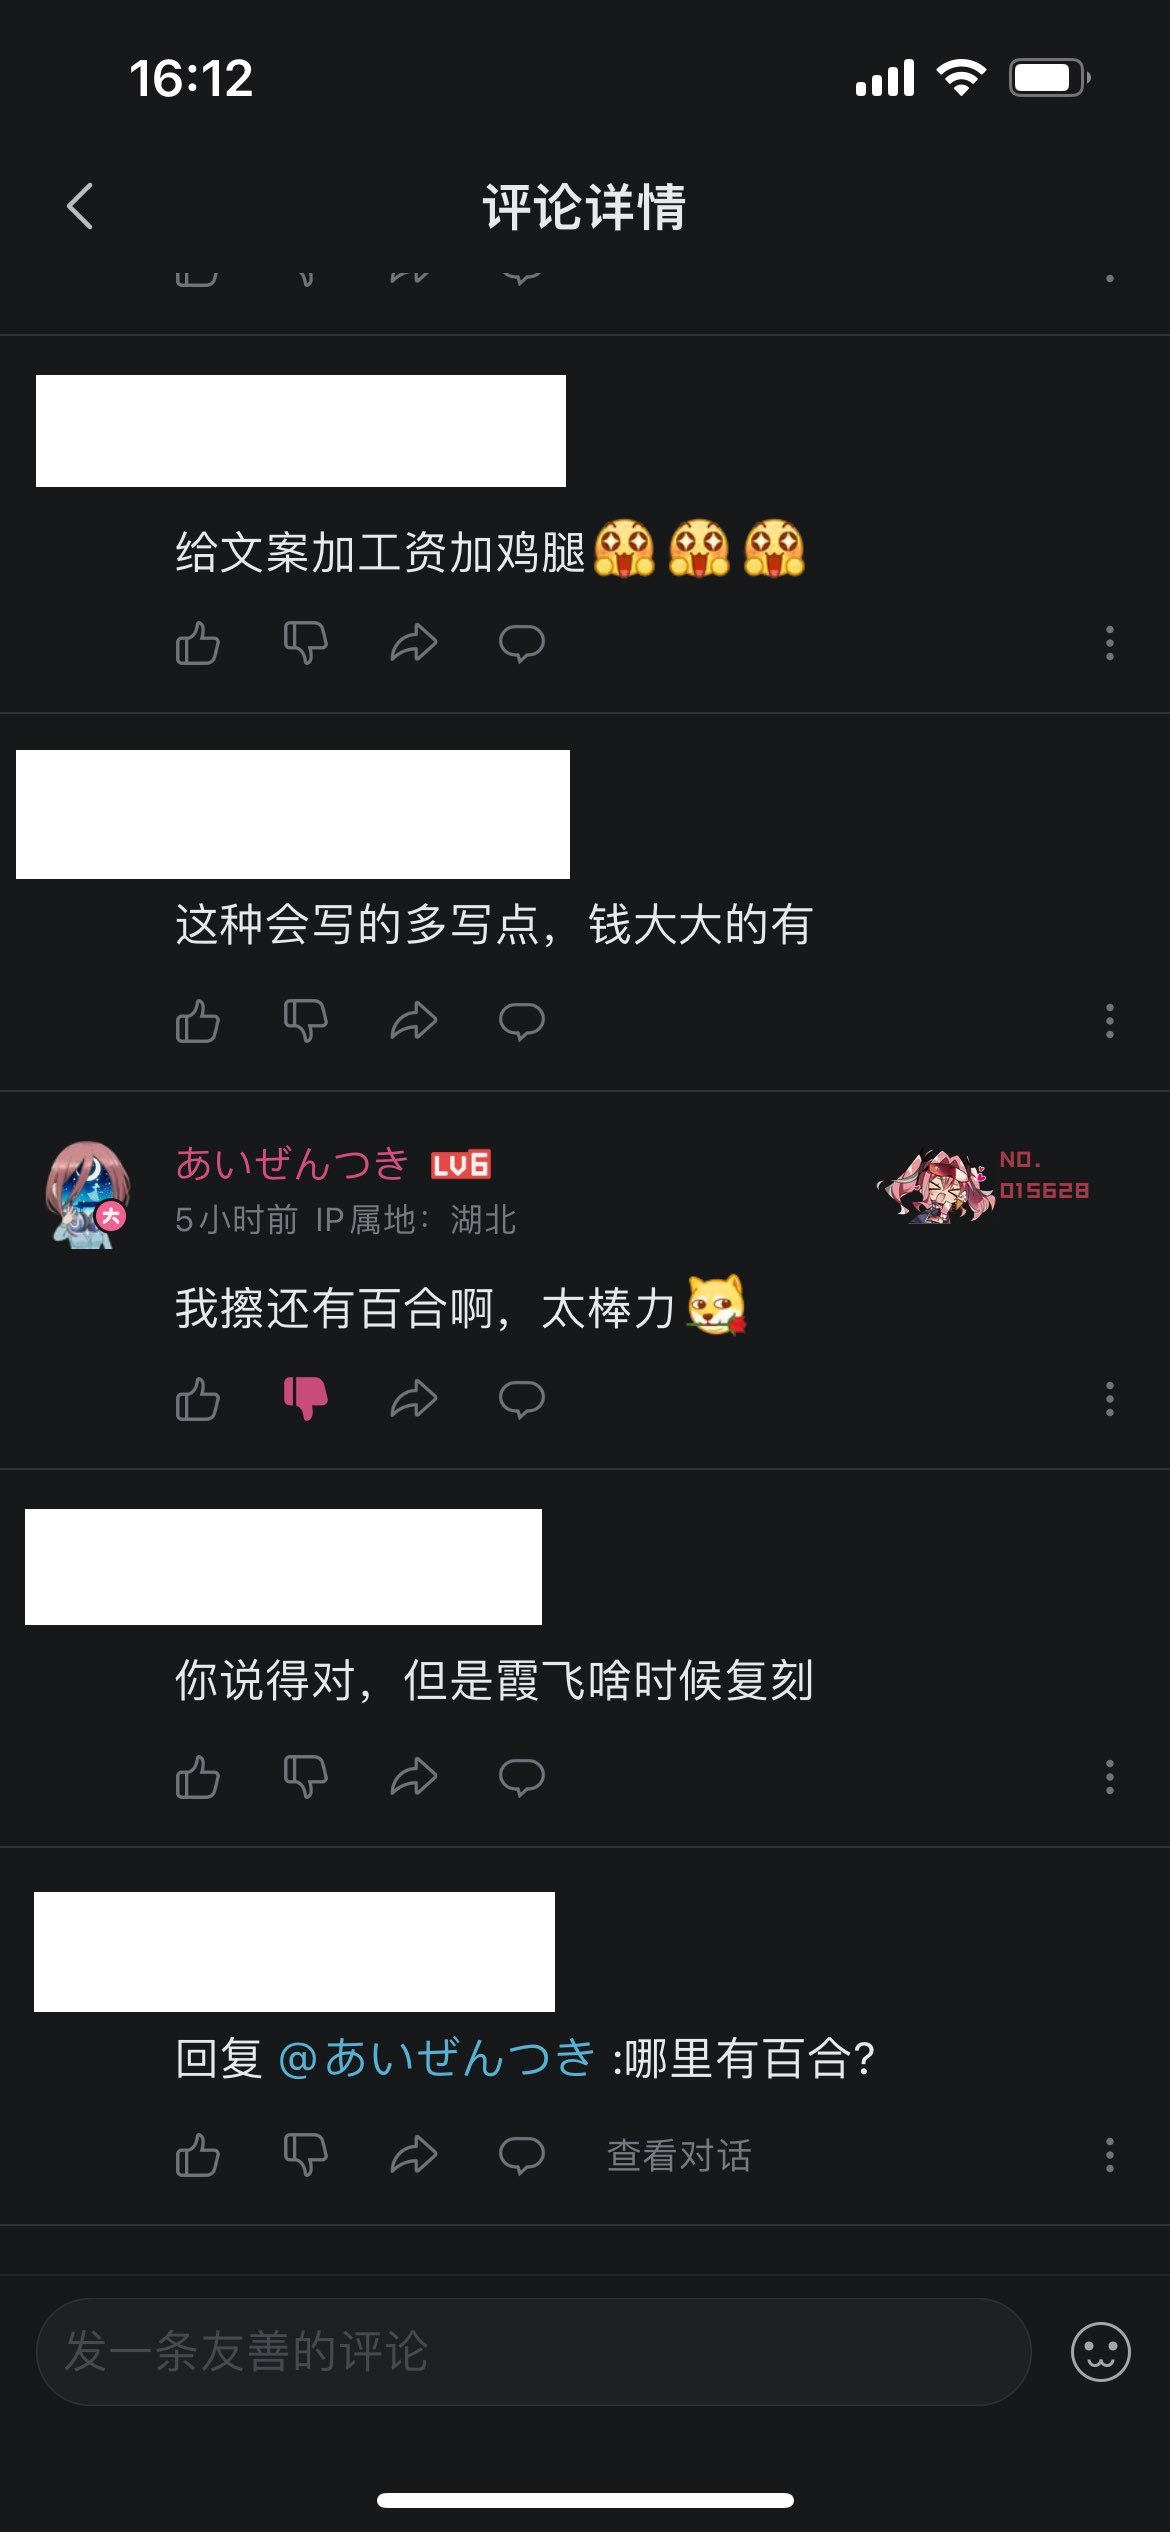 16:12
评论详情
给文案加工资加鸡腿
这种会写的多写点，钱大大的有
あいぜんつき LV6
NO.
015628
大
5小时前 IP属地：湖北
我擦还有百合啊，太棒力
你说得对，但是霞飞啥时候复刻
回复 @あいぜんつき :哪里有百合?
查看对话
发一条友善的评论